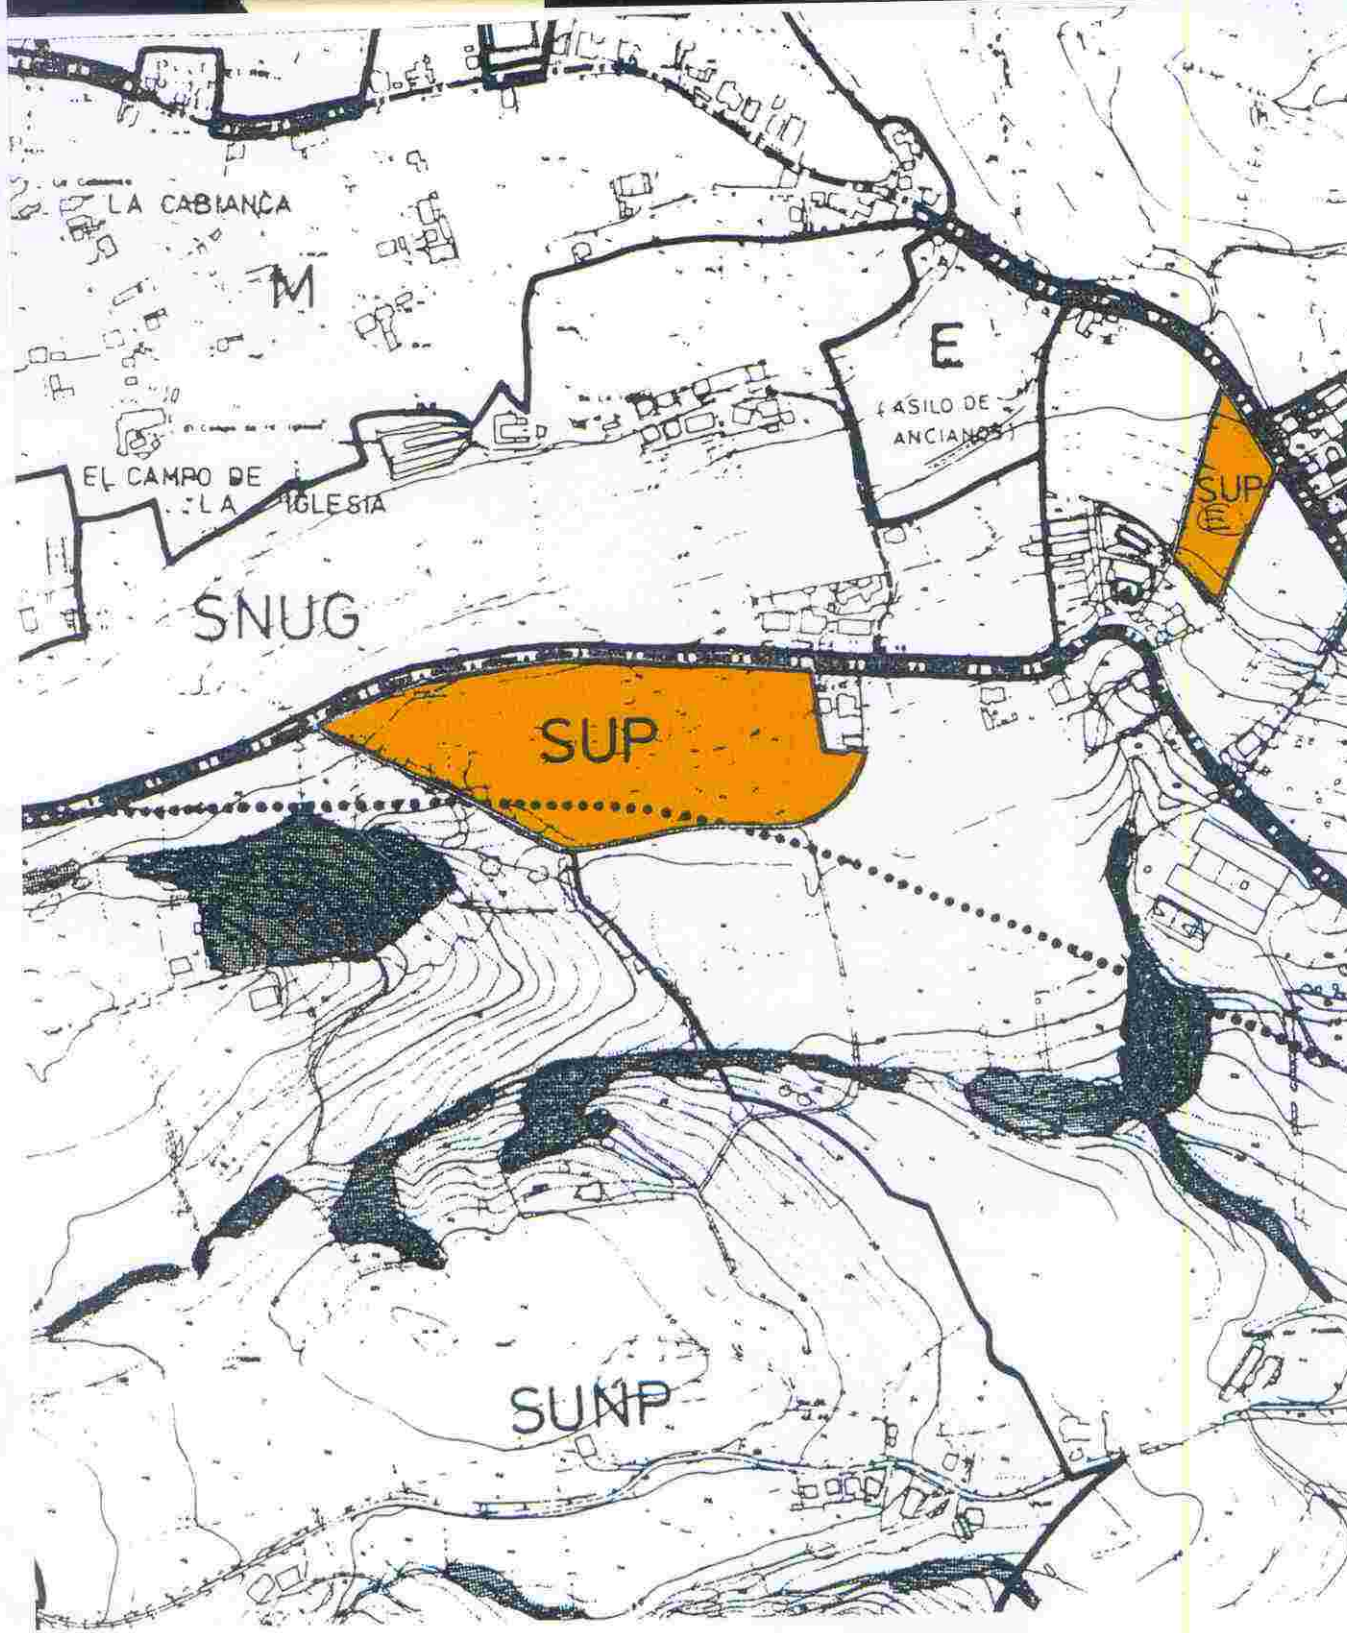 LA CABIANCA
M
E
(ASILO DE
ANCIANOS)
EL CAMPO DE
LA IGLESIA
SUP
E
SNUG
SUP
SUNP